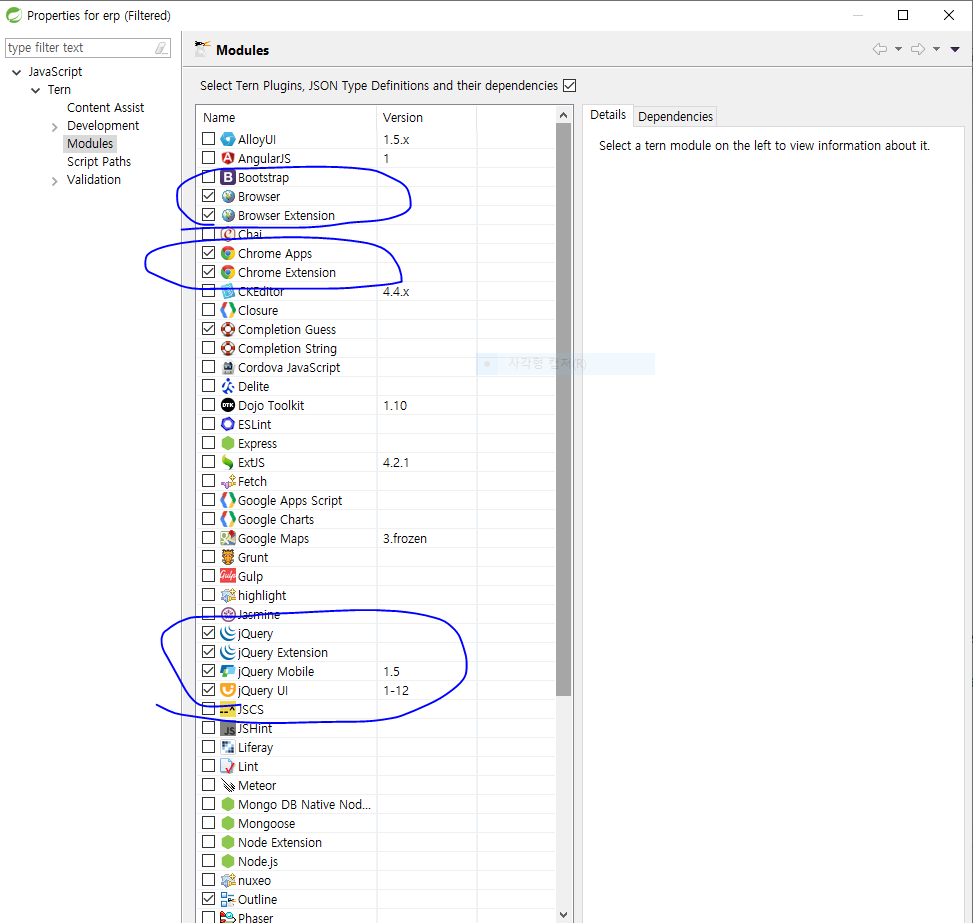 Properties for erp (Filtered)
type filter text
JavaScript
Tern
Content Assist
Development
Modules
Script Paths
Validation
Modules
Select Tern Plugins, JSON Type Definitions and their dependencies
Name Version
AlloyUI 1.5.x
AngularJS 1
Bootstrap
Browser
Browser Extension
Chai
Chrome Apps
Chrome Extension
CKEditor 4.4.x
Closure
Completion Guess
Completion String
Cordova JavaScript
Delite
Dojo Toolkit 1.10
ESLint
Express
ExtJS 4.2.1
Fetch
Google Apps Script
Google Charts
Google Maps 3.frozen
Grunt
Gulp
highlight
Jasmine
jQuery
jQuery Extension
jQuery Mobile 1.5
jQuery UI 1-12
JSCS
JSHint
Liferay
Lint
Meteor
Mongo DB Native Nod...
Mongoose
Node Extension
Node.js
nuxeo
Outline
Phaser
사각형 캡처(R)
Details Dependencies
Select a tern module on the left to view information about it.